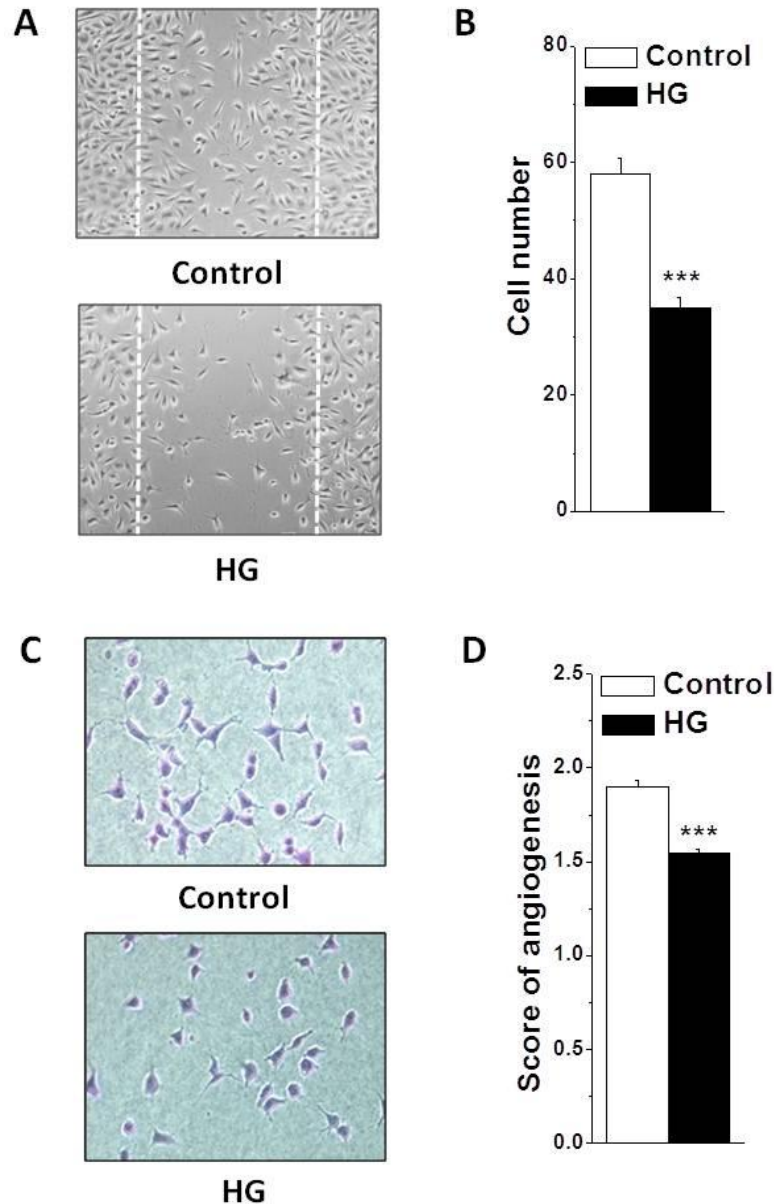 A
Control
HG
B
80
60
40
20
0
Cell number
Control
HG
***
C
Control
HG
D
2.5
2.0
1.5
1.0
0.5
0.0
Score of angiogenesis
Control
HG
***